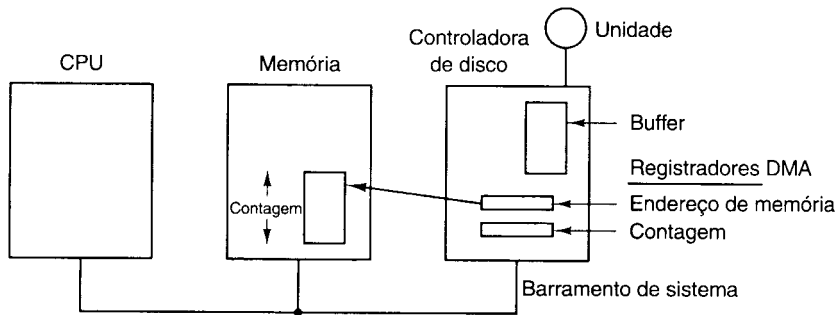 CPU
Memória
Controladora
de disco
Unidade
Buffer
Registradores DMA
Contagem
Endereço de memória
Contagem
Barramento de sistema